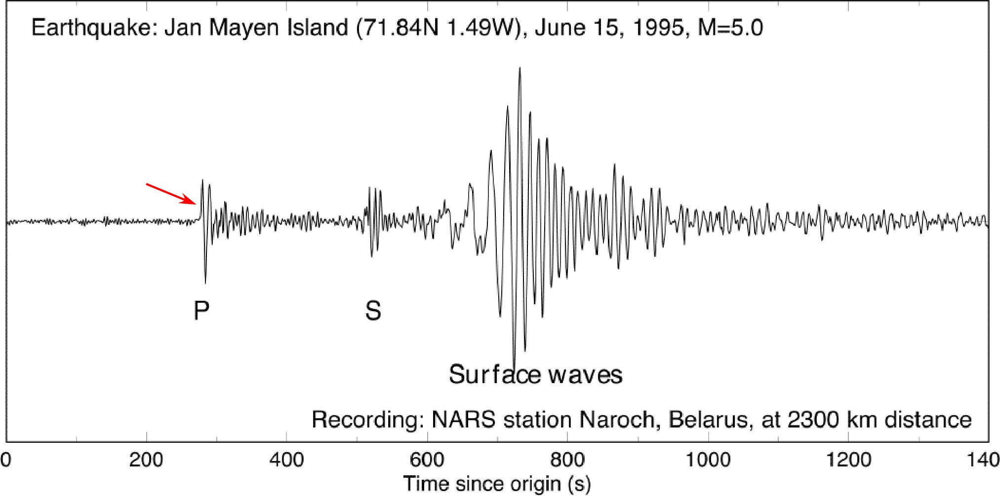 Earthquake: Jan Mayen Island (71.84N 1.49W), June 15, 1995, M=5.0
P
S
Surface waves
Recording: NARS station Naroch, Belarus, at 2300 km distance
0 200 400 600 800 1000 1200 140
Time since origin (s)